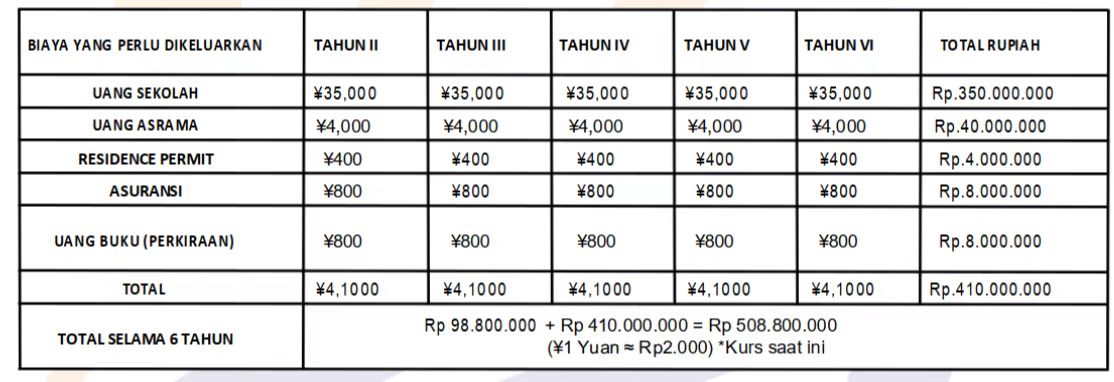 BIAYA YANG PERLU DIKELUARKAN TAHUN II TAHUN III TAHUN IV TAHUN V TAHUN VI TOTAL RUPIAH
UANG SEKOLAH ¥35,000 ¥35,000 ¥35,000 ¥35,000 ¥35,000 Rp.350.000.000
UANG ASRAMA ¥4,000 ¥4,000 ¥4,000 ¥4,000 ¥4,000 Rp.40.000.000
RESIDENCE PERMIT ¥400 ¥400 ¥400 ¥400 ¥400 Rp.4.000.000
ASURANSI ¥800 ¥800 ¥800 ¥800 ¥800 Rp.8.000.000
UANG BUKU (PERKIRAAN) ¥800 ¥800 ¥800 ¥800 ¥800 Rp.8.000.000
TOTAL ¥4,1000 ¥4,1000 ¥4,1000 ¥4,1000 ¥4,1000 Rp.410.000.000
TOTAL SELAMA 6 TAHUN Rp 98.800.000 + Rp 410.000.000 = Rp 508.800.000
(¥1 Yuan ≈ Rp2.000) *Kurs saat ini